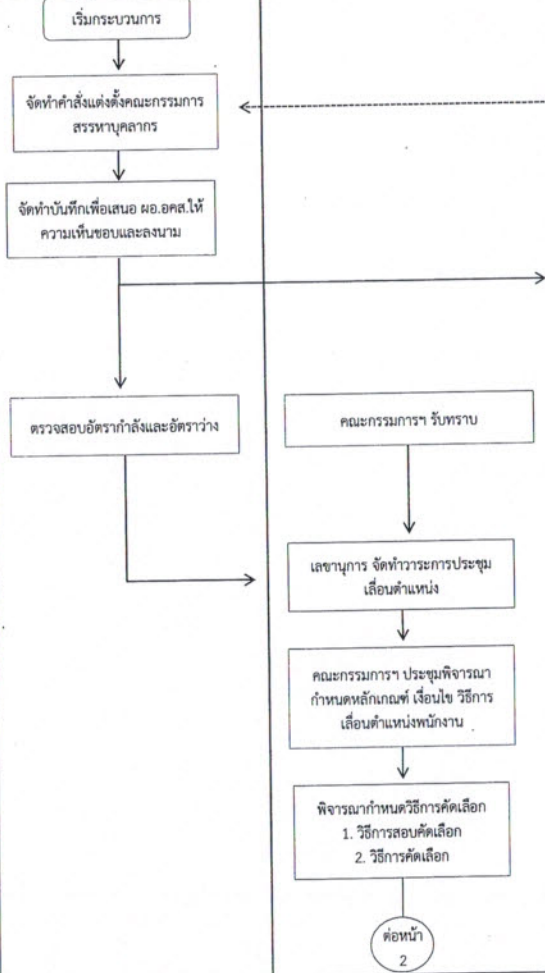 เริ่มกระบวนการ
จัดทำคำสั่งแต่งตั้งคณะกรรมการ
สรรหาบุคลากร
จัดทำบันทึกเพื่อเสนอ ผอ.อคส.ให้
ความเห็นชอบและลงนาม
ตรวจสอบอัตรากำลังและอัตราว่าง
คณะกรรมการฯ รับทราบ
เลขานุการ จัดทำวาระการประชุม
เลื่อนตำแหน่ง
คณะกรรมการฯ ประชุมพิจารณา
กำหนดหลักเกณฑ์ เงื่อนไข วิธีการ
เลื่อนตำแหน่งพนักงาน
พิจารณากำหนดวิธีการคัดเลือก
1. วิธีการสอบคัดเลือก
2. วิธีการคัดเลือก
ต่อหน้า
2